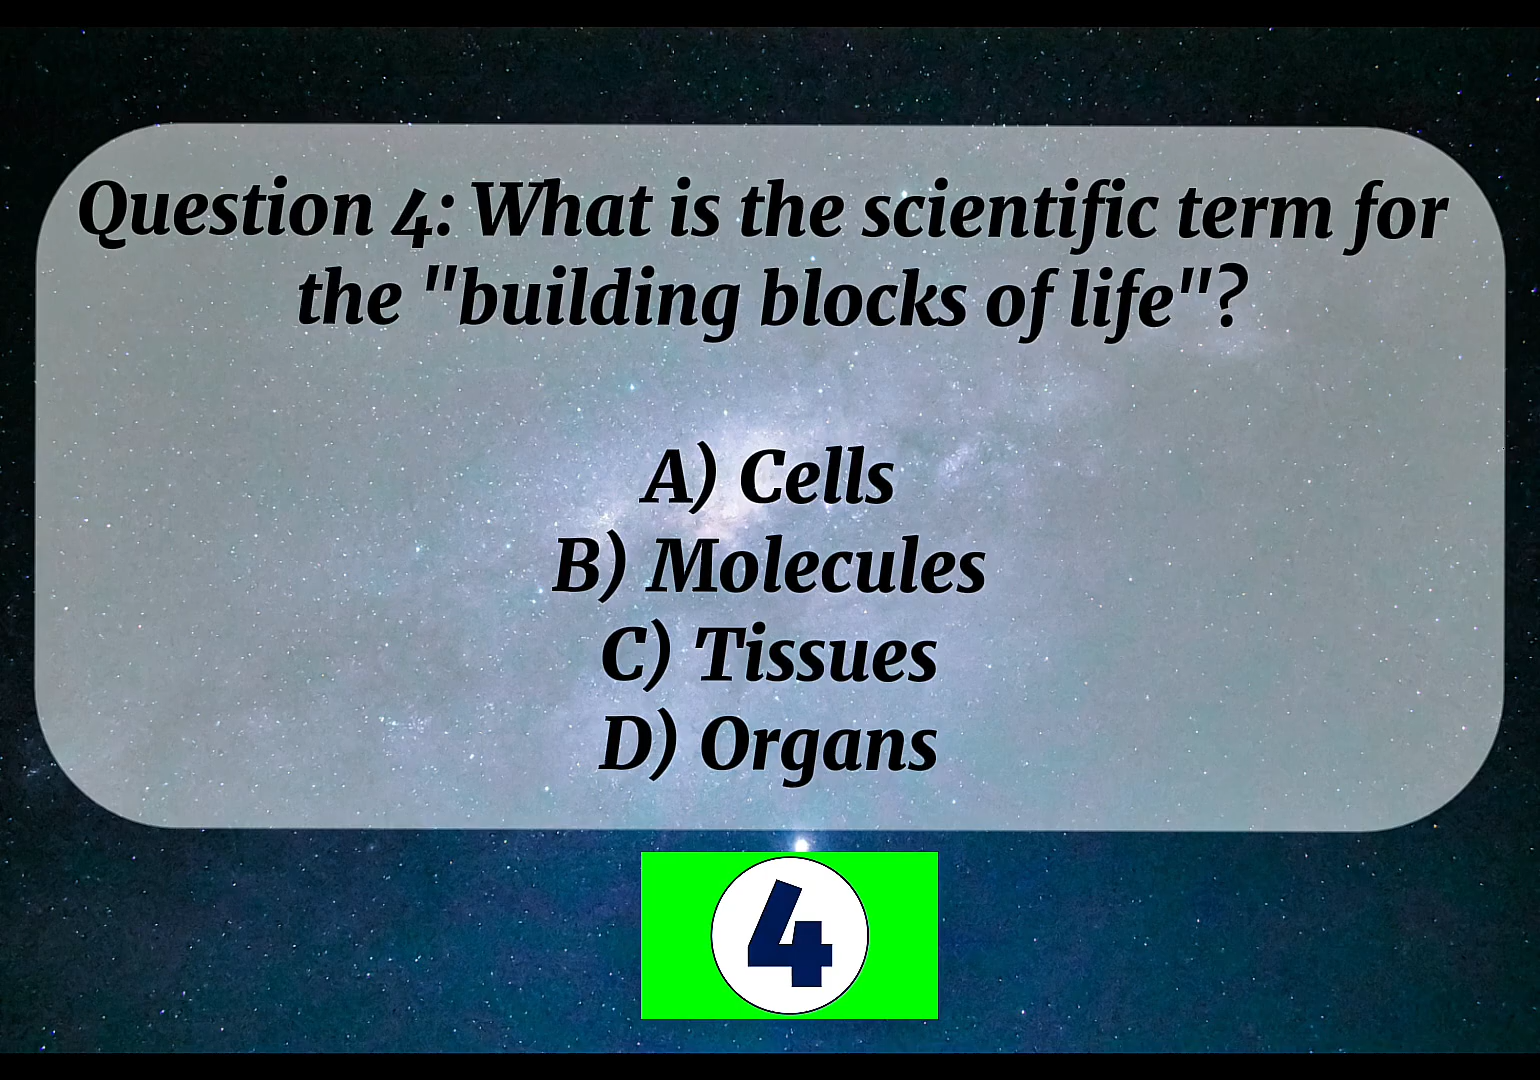 Question 4: What is the scientific term for
the "building blocks of life"?
A) Cells
B) Molecules
C) Tissues
D) Organs
4